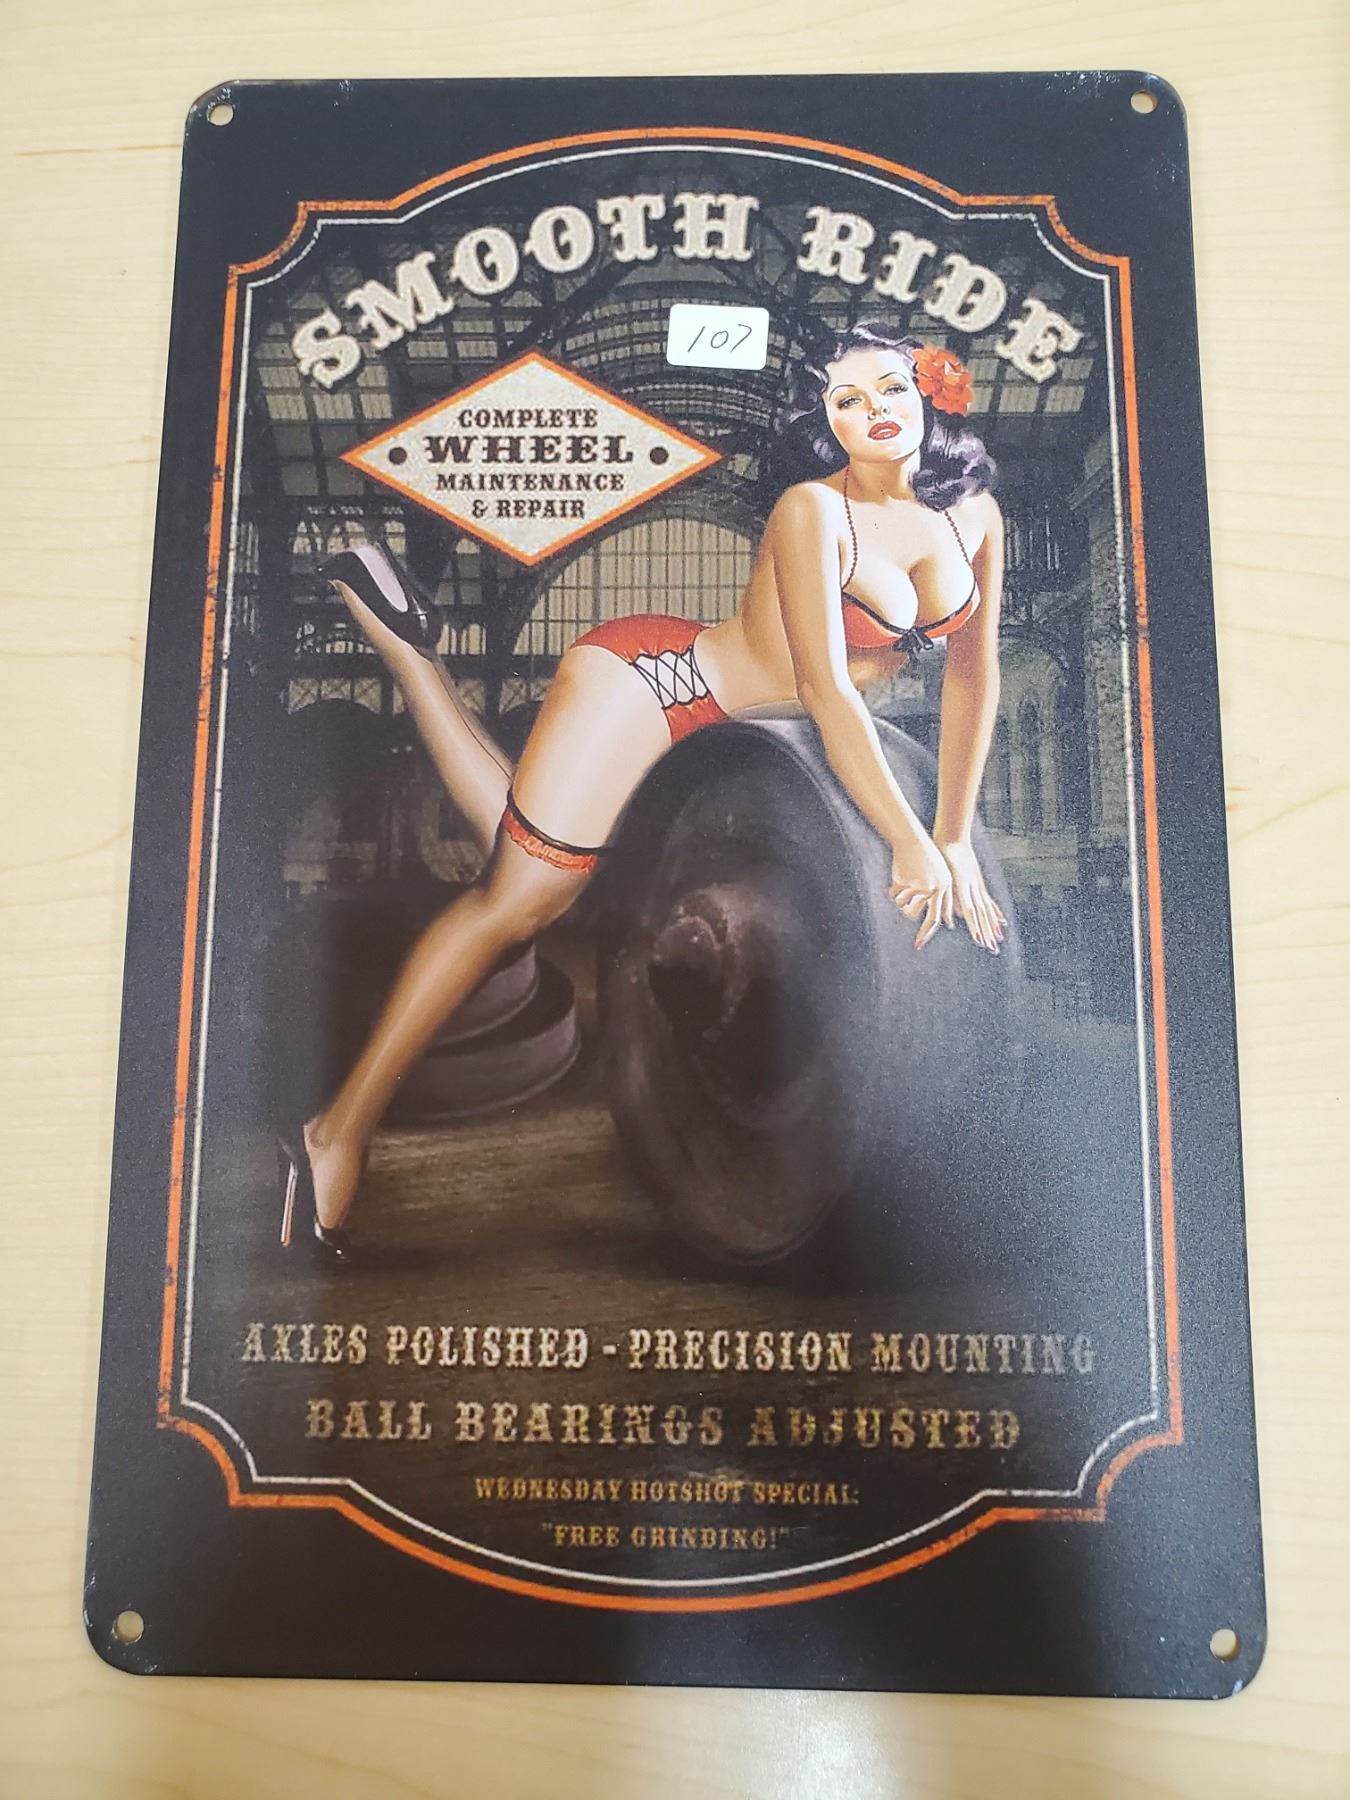 SMOOTH RIDE
107
COMPLETE
• WHEEL •
MAINTENANCE
& REPAIR
AXLES POLISHED - PRECISION MOUNTING
BALL BEARINGS ADJUSTED
WEDNESDAY HOTSHOT SPECIAL:
"FREE GRINDING!"